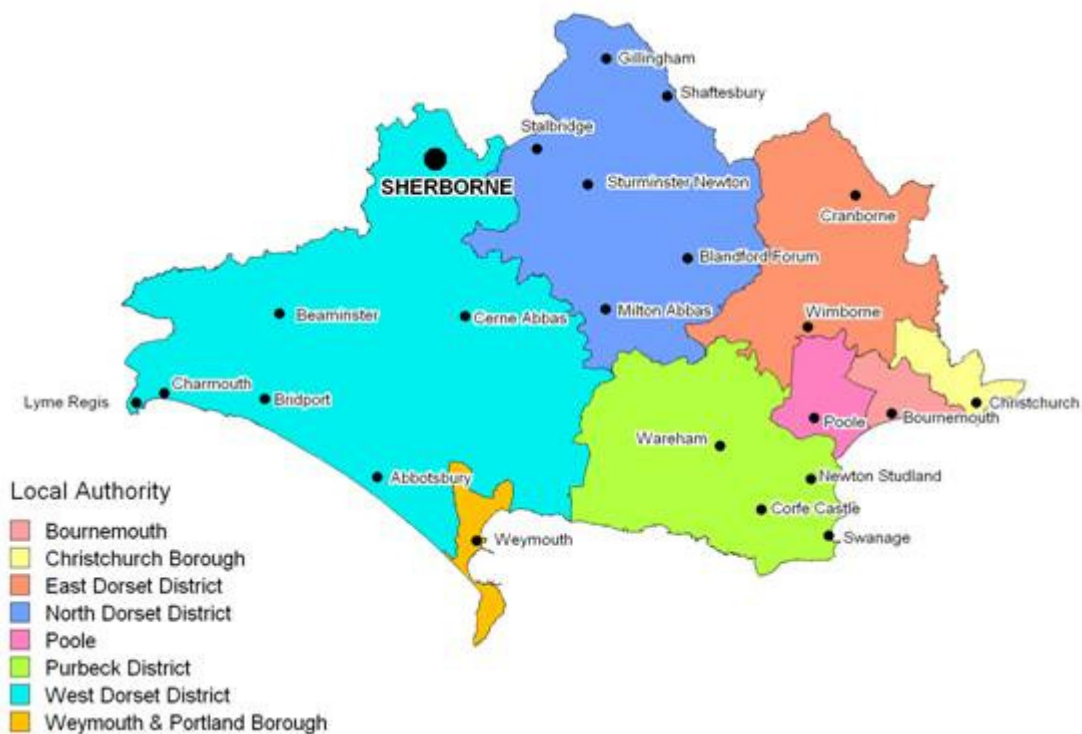 Gillingham
Shaftesbury
Stalbridge
SHERBORNE
Sturminster Newton
Cranborne
Blandford Forum
Beaminster
Cerne Abbas
Milton Abbas
Wimborne
Lyme Regis
Charmouth
Bridport
Poole
Bournemouth
Christchurch
Wareham
Abbotsbury
Newton Studland
Corfe Castle
Weymouth
Swanage
Local Authority
Bournemouth
Christchurch Borough
East Dorset District
North Dorset District
Poole
Purbeck District
West Dorset District
Weymouth & Portland Borough